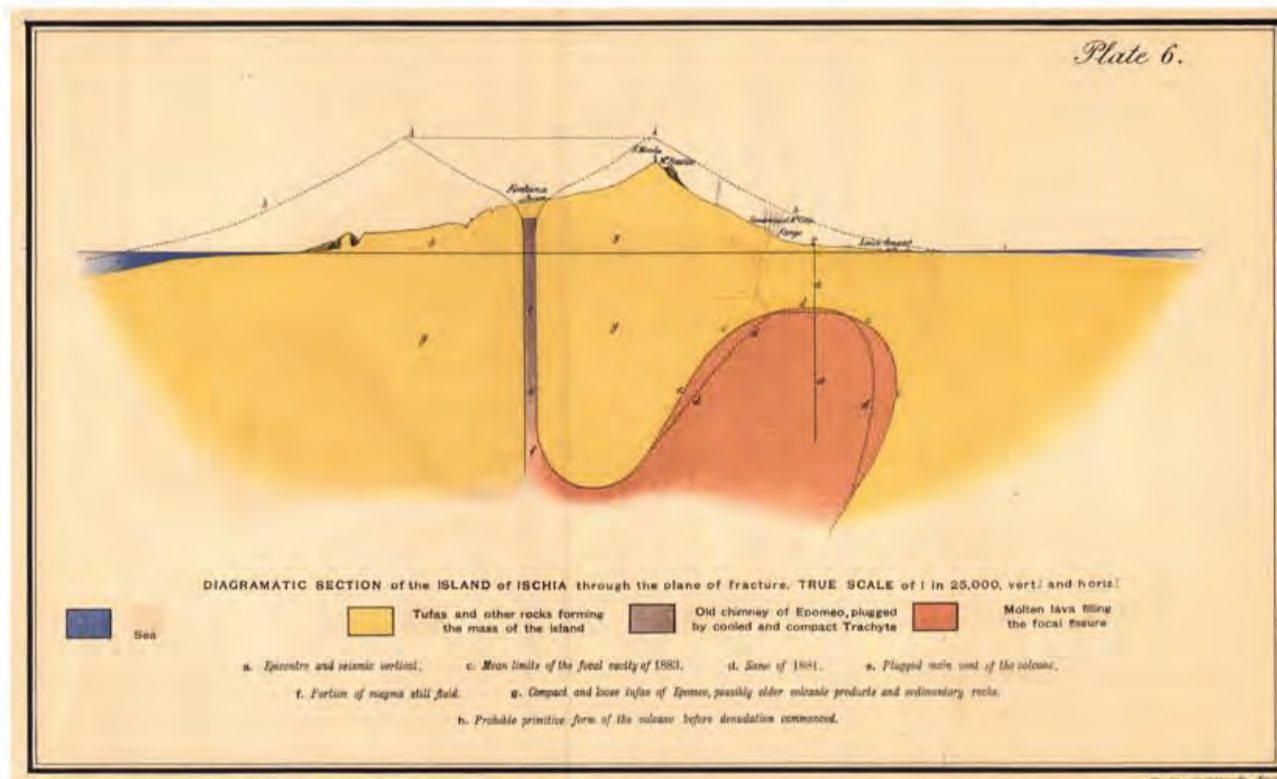 Plate 6.
h
h
h
h
Fontana
g
g
g
a
d
c
c
d
e
a
c
d
d
f
DIAGRAMATIC SECTION of the ISLAND of ISCHIA through the plane of fracture. TRUE SCALE of 1 in 25,000, vert! and horiz!
Sea
Tufas and other rocks forming
the mass of the island
Old chimney of Epomeo, plugged
by cooled and compact Trachyte
Molten lava filling
the focal fissure
a. Epicentre and seismic vertical. c. Mean limits of the focal cavity of 1883. d. Same of 1881. e. Plugged main vent of the volcano.
f. Portion of magma still fluid. g. Compact and loose tufas of Epomeo, possibly older volcanic products and sedimentary rocks.
h. Probable primitive form of the volcano before denudation commenced.